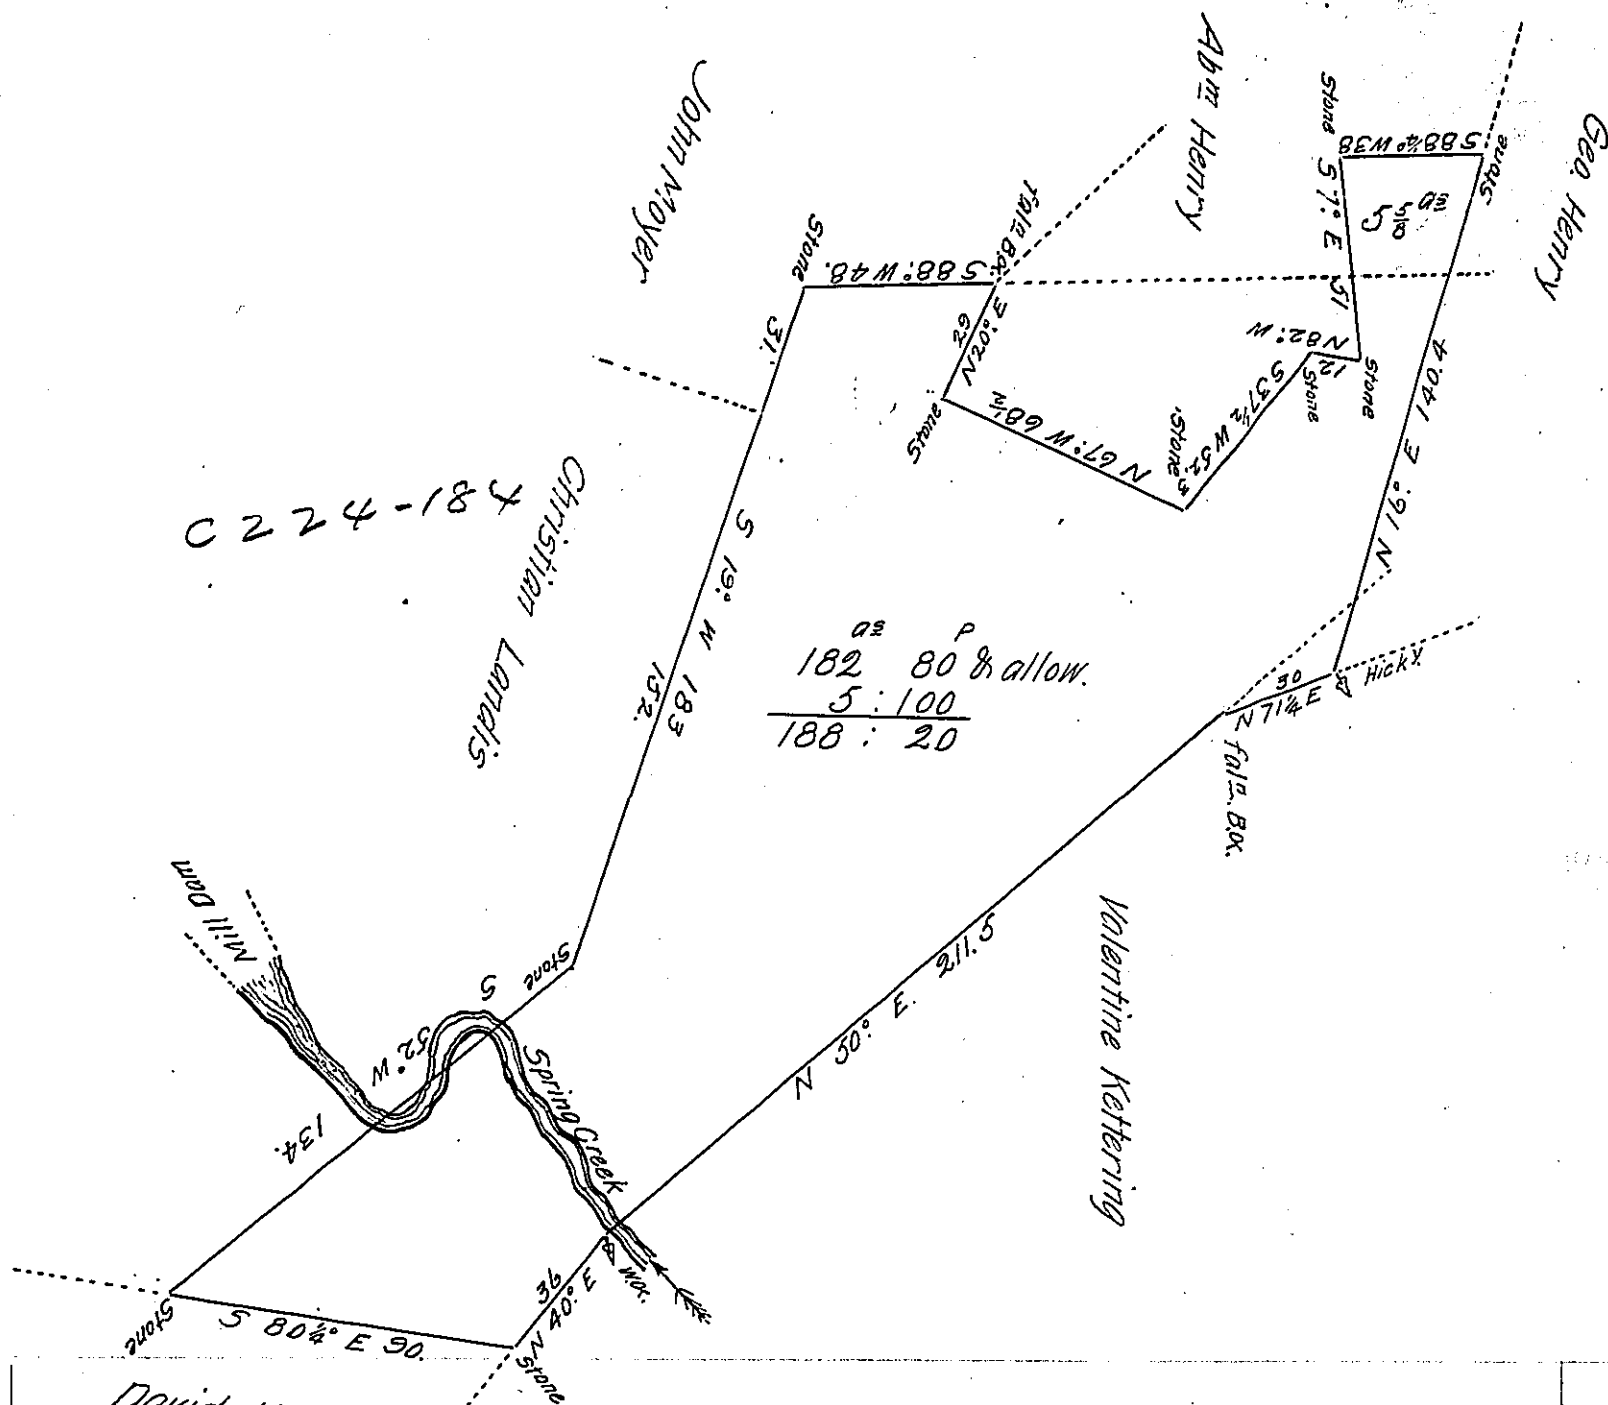 Geo. Henry
Abm Henry
John Moyer
Stone
S 88¼° W 38
Stone
S 7° E 51
5 5/8 as
Stone
N 82° W 12
Stone
S 37½ W 52.3
Stone
N 67° W 68½
Stone
N 20° E 29
fall'n B.O.
S 88° W 48.
Stone
31.
S 19° W 183
152.
N 16° E 140.4
Hicky.
30
N 71¼ E
fall'n B.O.
C224-184
Christian Landis
as P
182 80 & allow.
5 : 100
188 : 20
Valentine Kettering
N 50° E. 211.5
Stone
S 52° W 134.
Mill Dam
Spring Creek
W.O.
36
N 40° E
Stone
S 80¼° E 90.
Stone
David